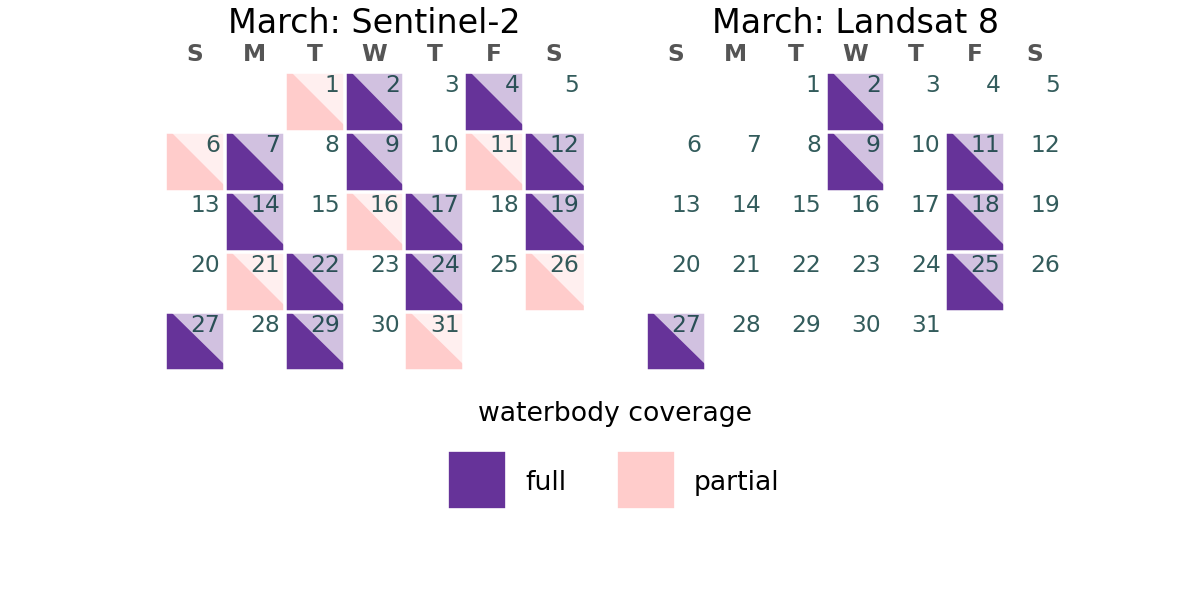 March: Sentinel-2
S M T W T F S
1 2 3 4 5
6 7 8 9 10 11 12
13 14 15 16 17 18 19
20 21 22 23 24 25 26
27 28 29 30 31
March: Landsat 8
S M T W T F S
1 2 3 4 5
6 7 8 9 10 11 12
13 14 15 16 17 18 19
20 21 22 23 24 25 26
27 28 29 30 31
waterbody coverage
full partial